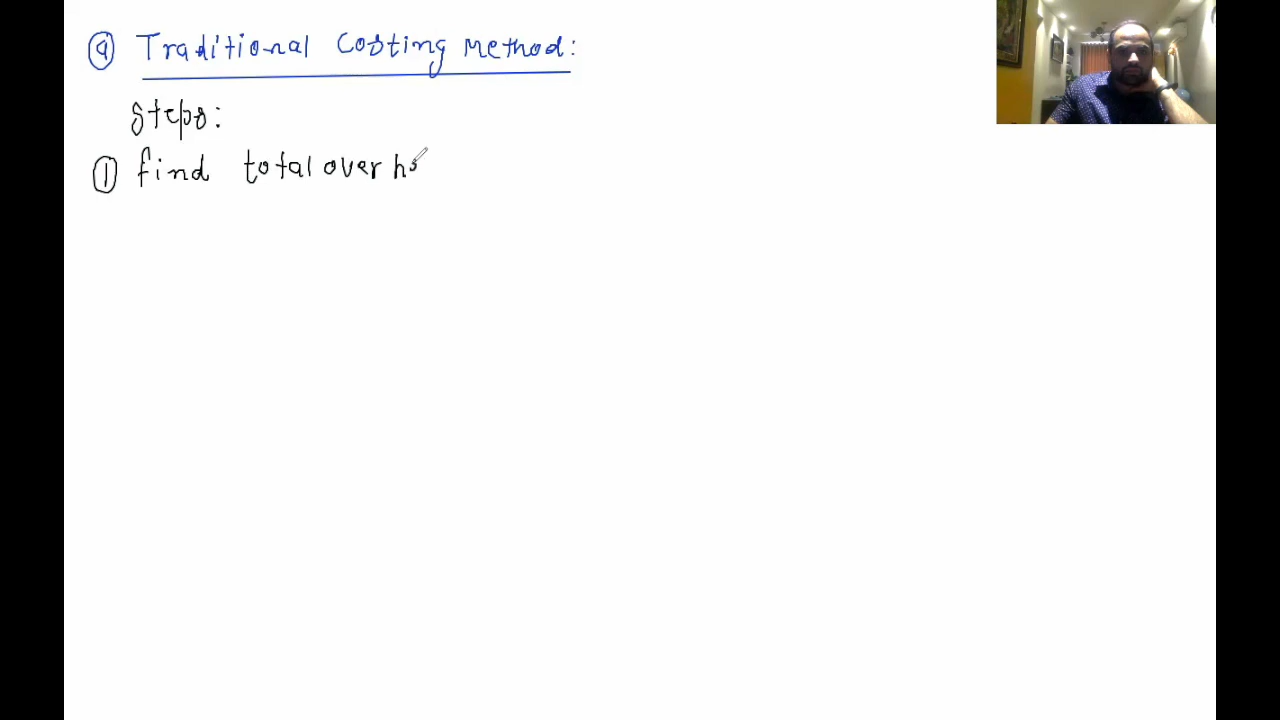 ⓐ Traditional Costing Method:
Steps:
① find total over h